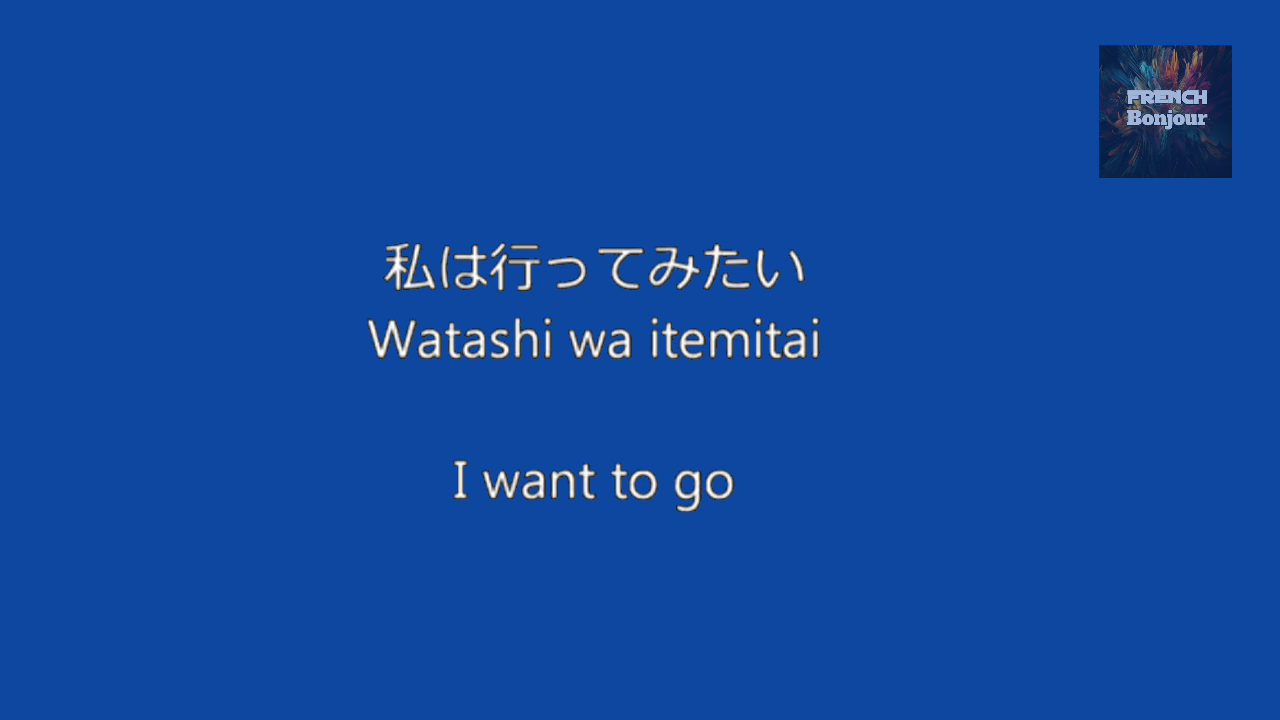 FRENCH
Bonjour
私は行ってみたい
Watashi wa itemitai
I want to go